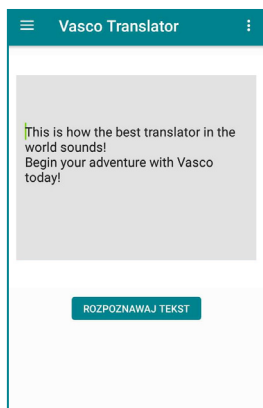 Vasco Translator
This is how the best translator in the
world sounds!
Begin your adventure with Vasco
today!
ROZPOZNAWAJ TEKST